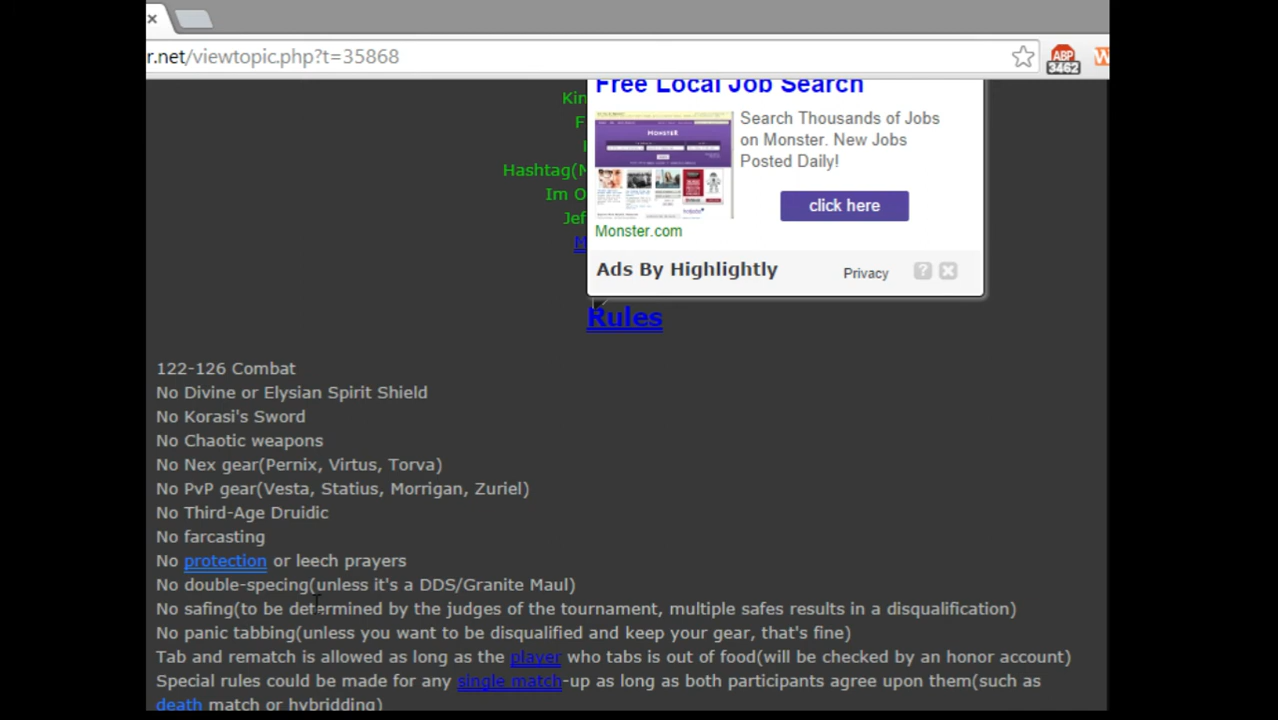 r.net/viewtopic.php?t=35868
ABP
3462
Free Local Job Search
Kin
F
Search Thousands of Jobs
on Monster. New Jobs
Posted Daily!
MONSTER
Hashtag(M
Im O
click here
Jef
Monster.com
M
Ads By Highlightly
Privacy
?
Rules
122-126 Combat
No Divine or Elysian Spirit Shield
No Korasi's Sword
No Chaotic weapons
No Nex gear(Pernix, Virtus, Torva)
No PvP gear(Vesta, Statius, Morrigan, Zuriel)
No Third-Age Druidic
No farcasting
No protection or leech prayers
No double-specing(unless it's a DDS/Granite Maul)
No safing(to be determined by the judges of the tournament, multiple safes results in a disqualification)
No panic tabbing(unless you want to be disqualified and keep your gear, that's fine)
Tab and rematch is allowed as long as the player who tabs is out of food(will be checked by an honor account)
Special rules could be made for any single match-up as long as both participants agree upon them(such as
death match or hybridding)